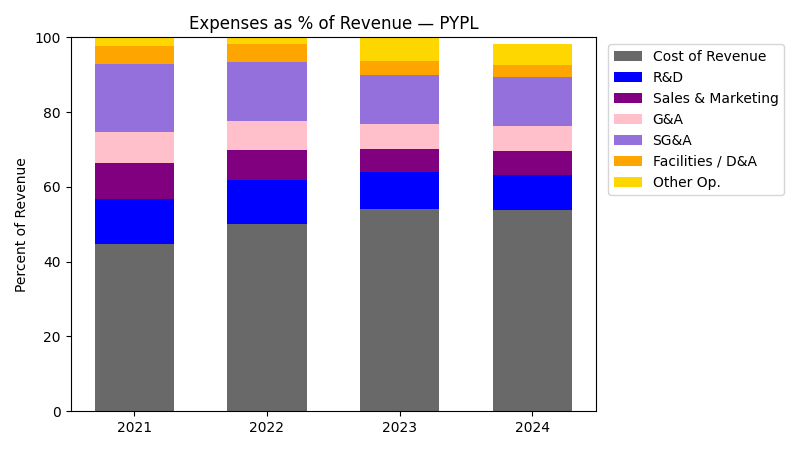 Expenses as % of Revenue — PYPL
Percent of Revenue
100
80
60
40
20
0
2021
2022
2023
2024
Cost of Revenue
R&D
Sales & Marketing
G&A
SG&A
Facilities / D&A
Other Op.